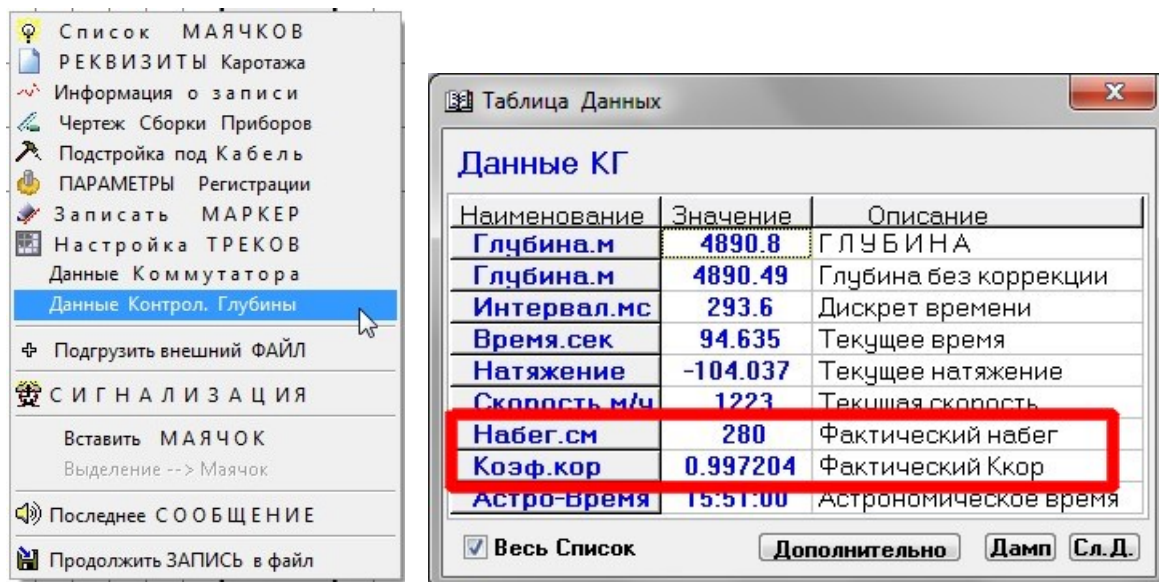 Список МАЯЧКОВ
РЕКВИЗИТЫ Каротажа
Информация о записи
Чертеж Сборки Приборов
Подстройка под Кабель
ПАРАМЕТРЫ Регистрации
Записать МАРКЕР
Настройка ТРЕКОВ
Данные Коммутатора
Данные Контрол. Глубины
Подгрузить внешний ФАЙЛ
СИГНАЛИЗАЦИЯ
Вставить МАЯЧОК
Выделение --> Маячок
Последнее СООБЩЕНИЕ
Продолжить ЗАПИСЬ в файл
Таблица Данных
Данные КГ
Наименование Значение Описание
Глубина.м 4890.8 ГЛУБИНА
Глубина.м 4890.49 Глубина без коррекции
Интервал.мс 293.6 Дискрет времени
Время.сек 94.635 Текущее время
Натяжение -104.037 Текущее натяжение
Скорость м/ч 1223 Текущая скорость
Набег.см 280 Фактический набег
Коэф.кор 0.997204 Фактический Ккор
Астро-Время 15:51:00 Астрономическое время
Весь Список Дополнительно Дамп Сл.Д.